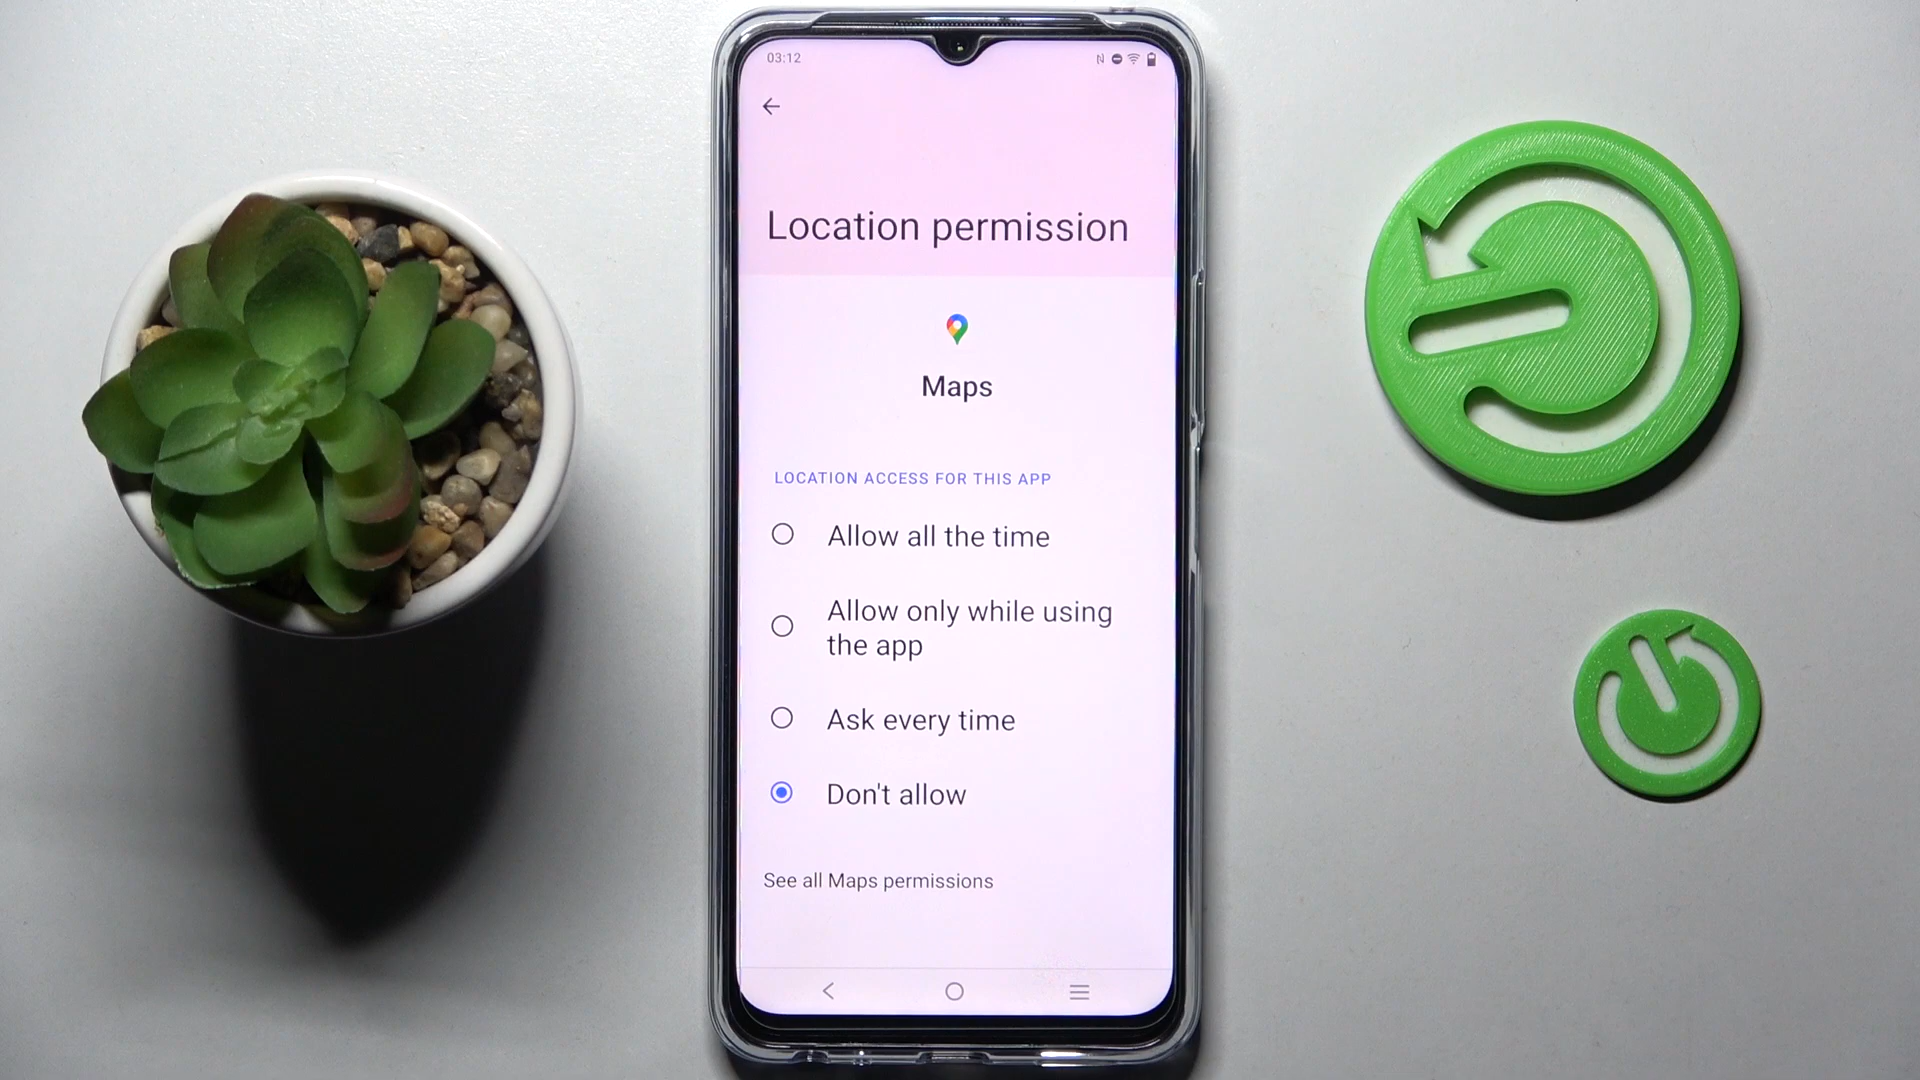 03:12
Location permission
Maps
LOCATION ACCESS FOR THIS APP
Allow all the time
Allow only while using
the app
Ask every time
Don't allow
See all Maps permissions